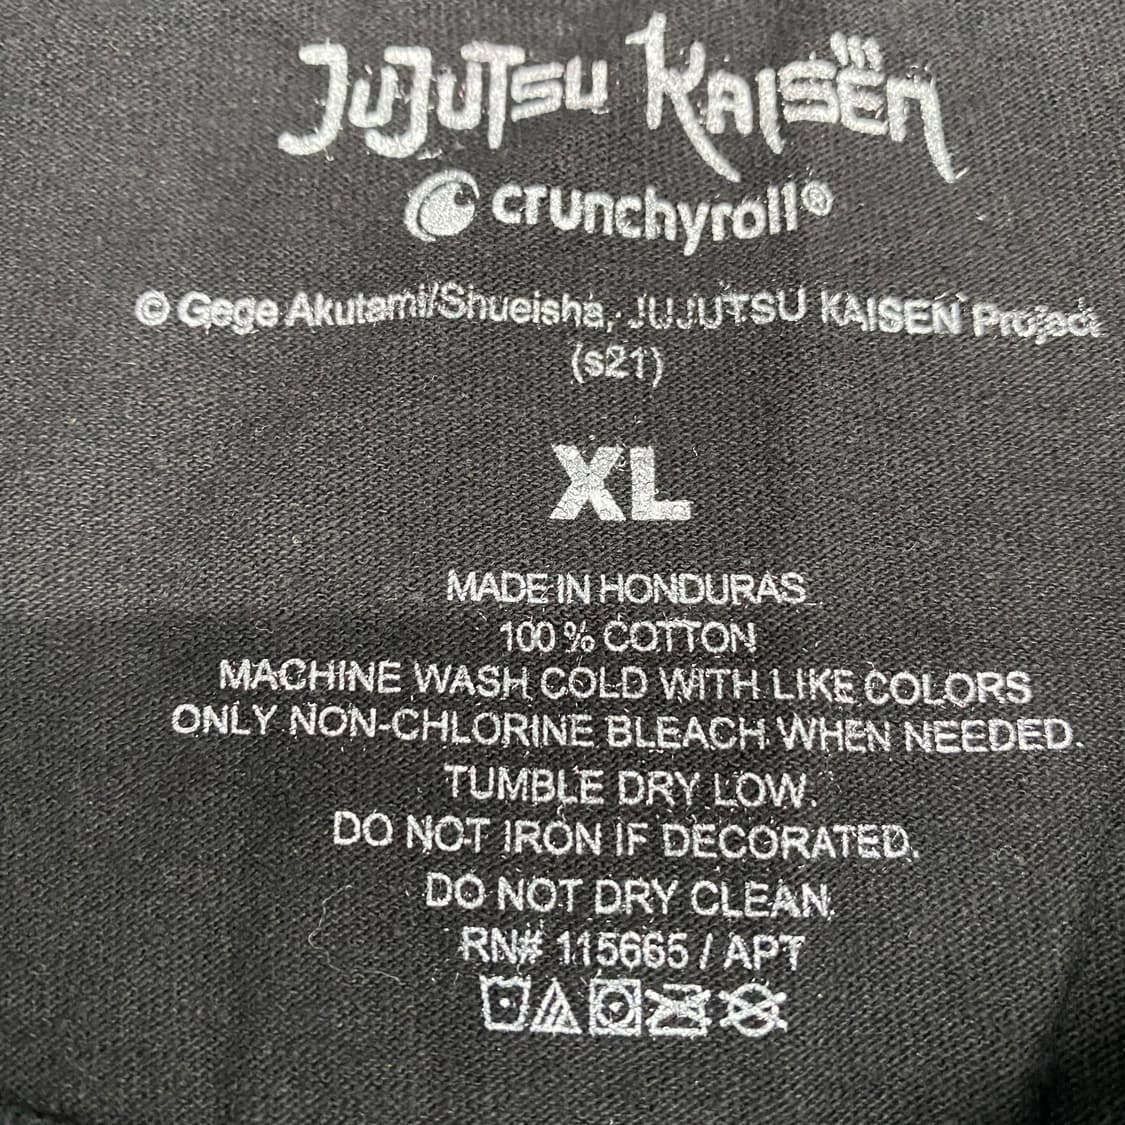 JUJUTSU KAISEN
crunchyroll®
© Gege Akutami/Shueisha, JUJUTSU KAISEN Project
(s21)
XL
MADE IN HONDURAS
100% COTTON
MACHINE WASH COLD WITH LIKE COLORS
ONLY NON-CHLORINE BLEACH WHEN NEEDED.
TUMBLE DRY LOW.
DO NOT IRON IF DECORATED.
DO NOT DRY CLEAN.
RN# 115665 / APT